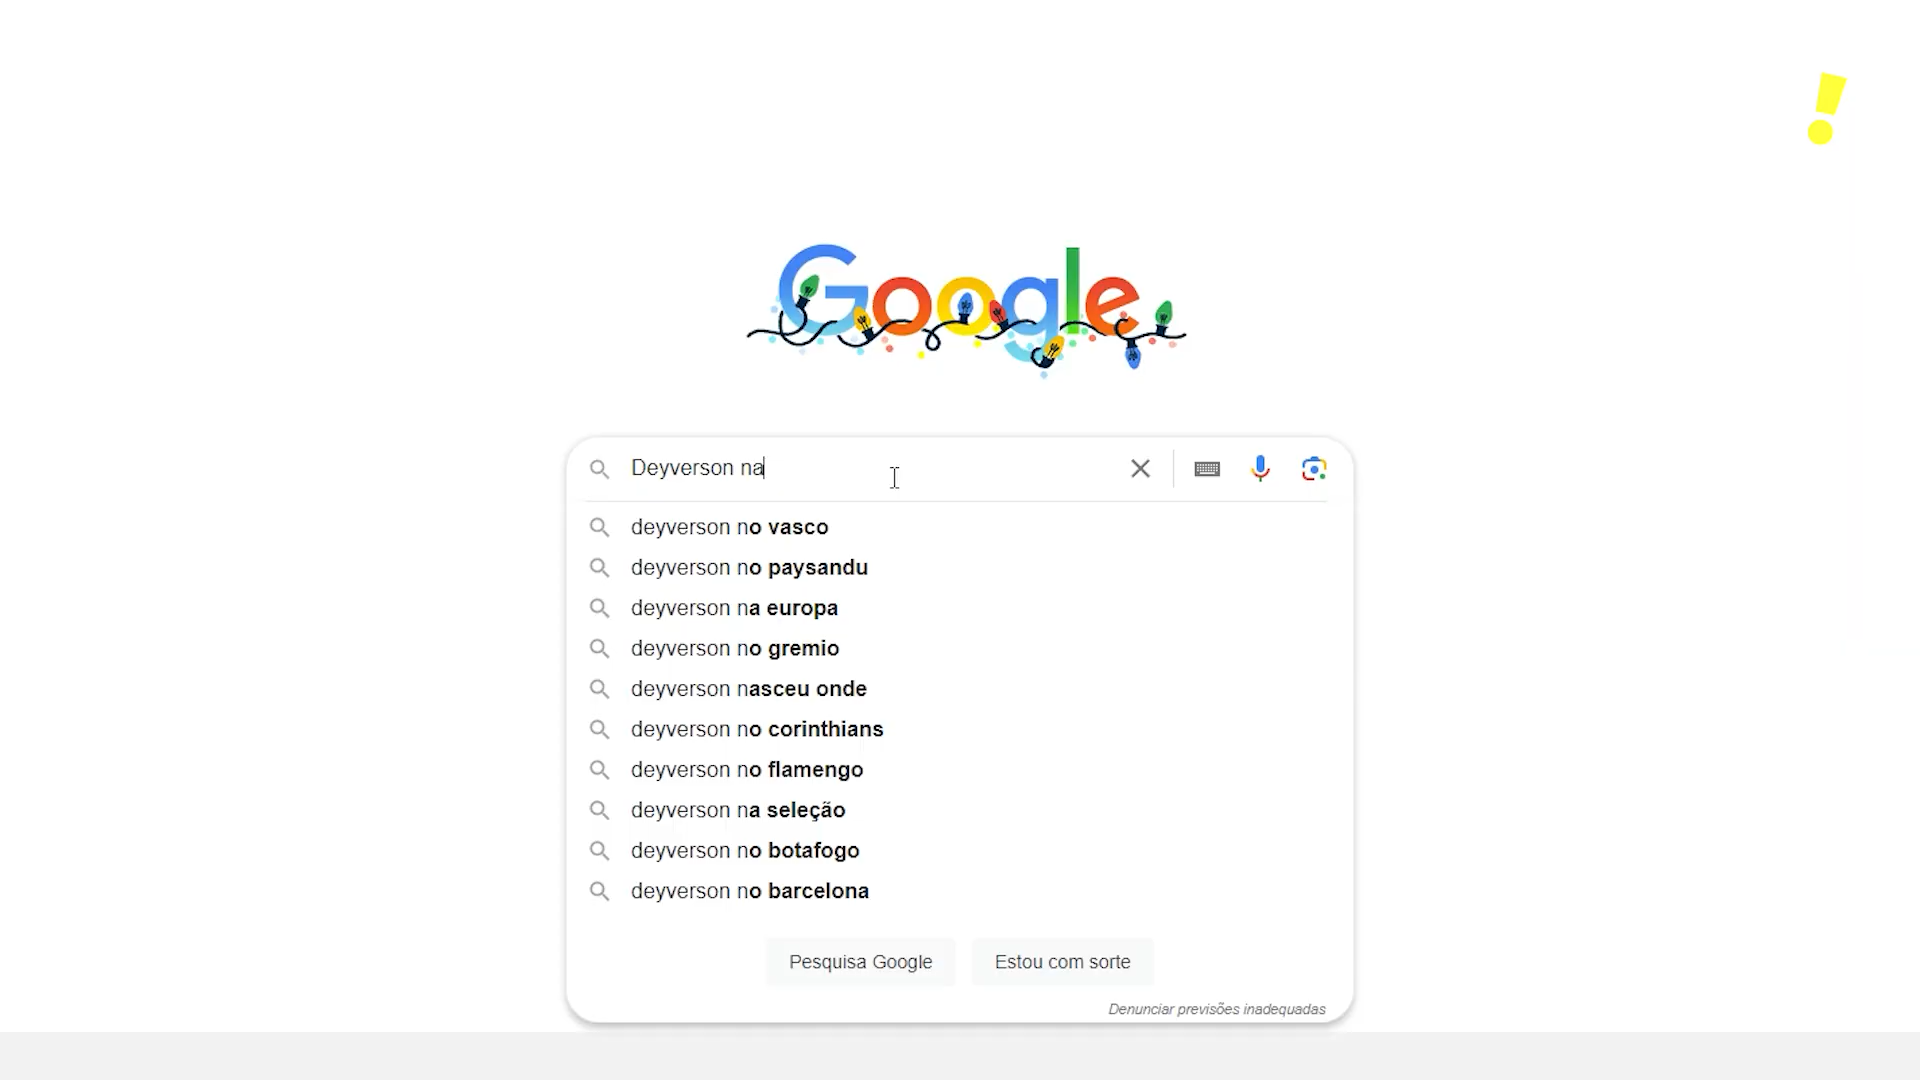 Google
Deyverson na
deyverson no vasco
deyverson no paysandu
deyverson na europa
deyverson no gremio
deyverson nasceu onde
deyverson no corinthians
deyverson no flamengo
deyverson na seleção
deyverson no botafogo
deyverson no barcelona
Pesquisa Google Estou com sorte
Denunciar previsões inadequadas